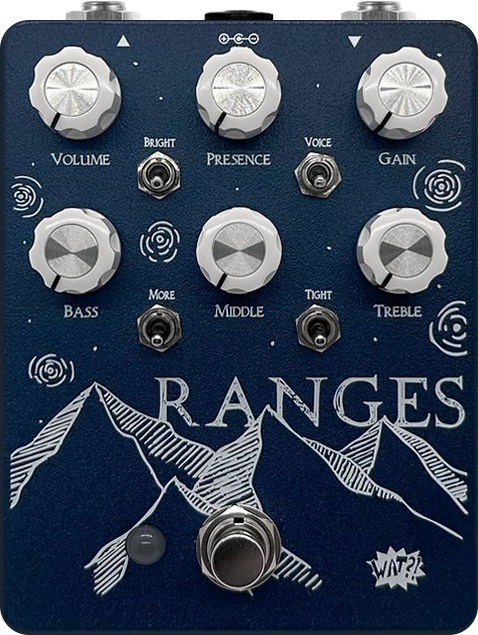 BRIGHT
VOICE
VOLUME
PRESENCE
GAIN
MORE
TIGHT
BASS
MIDDLE
TREBLE
RANGES
WAT?!